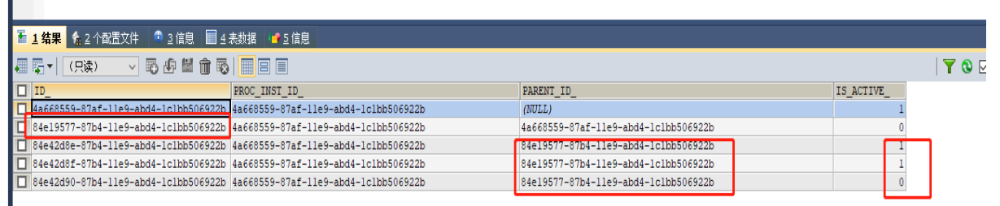 1 结果 2 个配置文件 3 信息 4 表数据 5 信息
(只读)
ID_ PROC_INST_ID_ PARENT_ID_ IS_ACTIVE_
4a668559-87af-11e9-abd4-1c1bb506922b 4a668559-87af-11e9-abd4-1c1bb506922b (NULL) 1
84e19577-87b4-11e9-abd4-1c1bb506922b 4a668559-87af-11e9-abd4-1c1bb506922b 4a668559-87af-11e9-abd4-1c1bb506922b 0
84e42d8e-87b4-11e9-abd4-1c1bb506922b 4a668559-87af-11e9-abd4-1c1bb506922b 84e19577-87b4-11e9-abd4-1c1bb506922b 1
84e42d8f-87b4-11e9-abd4-1c1bb506922b 4a668559-87af-11e9-abd4-1c1bb506922b 84e19577-87b4-11e9-abd4-1c1bb506922b 1
84e42d90-87b4-11e9-abd4-1c1bb506922b 4a668559-87af-11e9-abd4-1c1bb506922b 84e19577-87b4-11e9-abd4-1c1bb506922b 0